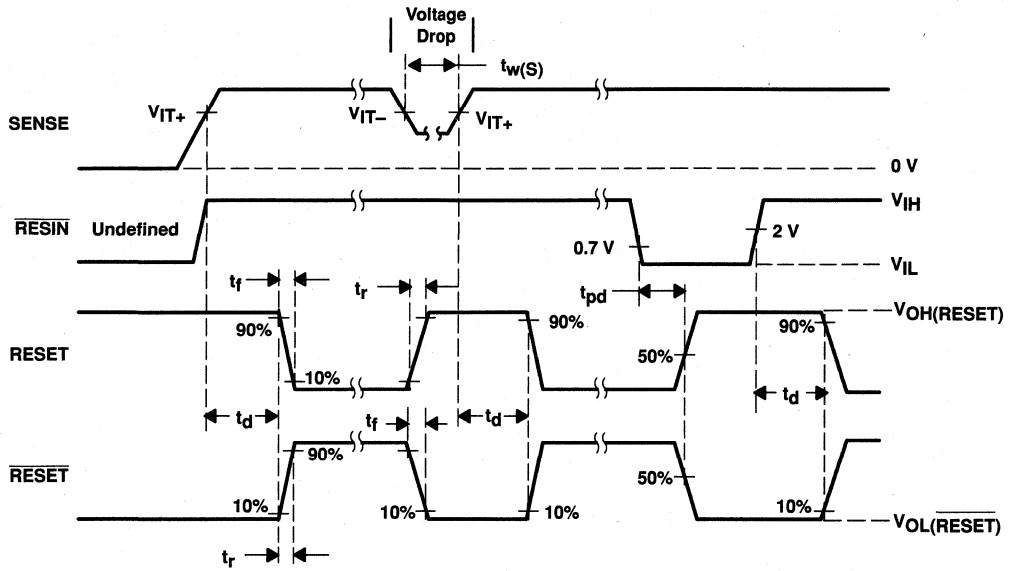 Voltage
Drop
tw(S)
VIT+
VIT–
VIT+
SENSE
0 V
RESIN
Undefined
VIH
0.7 V
2 V
VIL
tf
tr
tpd
VOH(RESET)
90%
90%
90%
RESET
50%
10%
td
tf
td
td
90%
RESET
50%
10%
10%
10%
10%
VOL(RESET)
tr